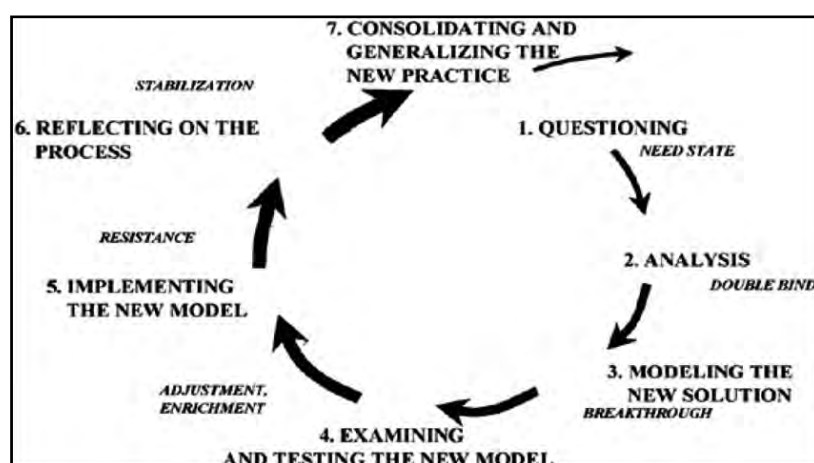 7. CONSOLIDATING AND
GENERALIZING THE
NEW PRACTICE
STABILIZATION
6. REFLECTING ON THE
PROCESS
1. QUESTIONING
NEED STATE
RESISTANCE
2. ANALYSIS
DOUBLE BIND
5. IMPLEMENTING
THE NEW MODEL
3. MODELING THE
NEW SOLUTION
BREAKTHROUGH
ADJUSTMENT,
ENRICHMENT
4. EXAMINING
AND TESTING THE NEW MODEL